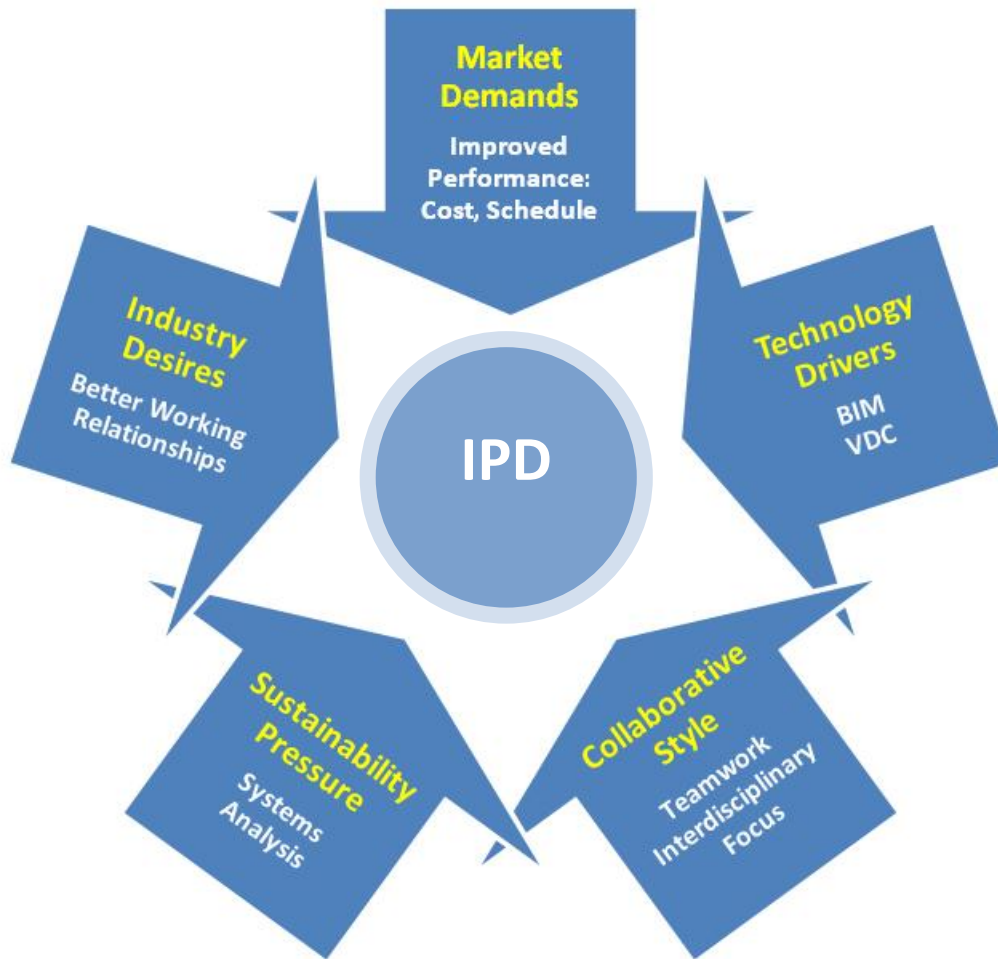 Market
Demands
Improved
Performance:
Cost, Schedule
Industry
Desires
Better Working
Relationships
Technology
Drivers
BIM
VDC
IPD
Sustainability
Pressure
Systems
Analysis
Collaborative
Style
Teamwork
Interdisciplinary
Focus